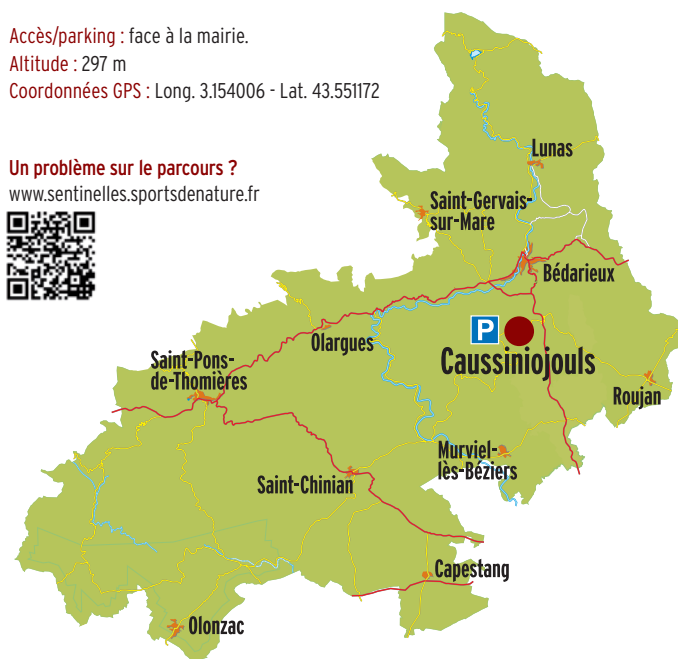 Accès/parking : face à la mairie.
Altitude : 297 m
Coordonnées GPS : Long. 3.154006 - Lat. 43.551172
Un problème sur le parcours ?
www.sentinelles.sportsdenature.fr
Lunas
Saint-Gervais-
sur-Mare
Bédarieux
P
Olargues
Caussiniojouls
Saint-Pons-
de-Thomières
Roujan
Murviel-
lès-Béziers
Saint-Chinian
Capestang
Olonzac